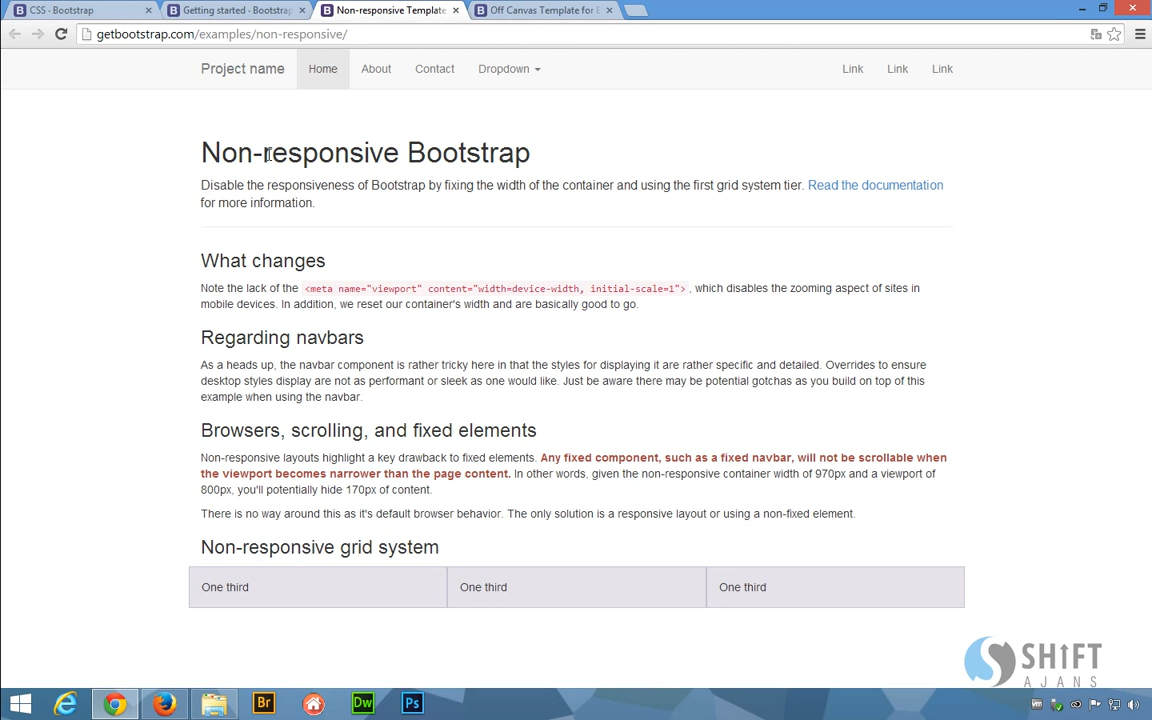 CSS · Bootstrap
Getting started · Bootstrap
Non-responsive Template
Off Canvas Template for B
getbootstrap.com/examples/non-responsive/
Project name Home About Contact Dropdown Link Link Link
Non-responsive Bootstrap
Disable the responsiveness of Bootstrap by fixing the width of the container and using the first grid system tier. Read the documentation
for more information.
What changes
Note the lack of the <meta name="viewport" content="width=device-width, initial-scale=1">, which disables the zooming aspect of sites in
mobile devices. In addition, we reset our container's width and are basically good to go.
Regarding navbars
As a heads up, the navbar component is rather tricky here in that the styles for displaying it are rather specific and detailed. Overrides to ensure
desktop styles display are not as performant or sleek as one would like. Just be aware there may be potential gotchas as you build on top of this
example when using the navbar.
Browsers, scrolling, and fixed elements
Non-responsive layouts highlight a key drawback to fixed elements. Any fixed component, such as a fixed navbar, will not be scrollable when
the viewport becomes narrower than the page content. In other words, given the non-responsive container width of 970px and a viewport of
800px, you'll potentially hide 170px of content.
There is no way around this as it's default browser behavior. The only solution is a responsive layout or using a non-fixed element.
Non-responsive grid system
One third One third One third
SHIFT
AJANS
Br Dw Ps